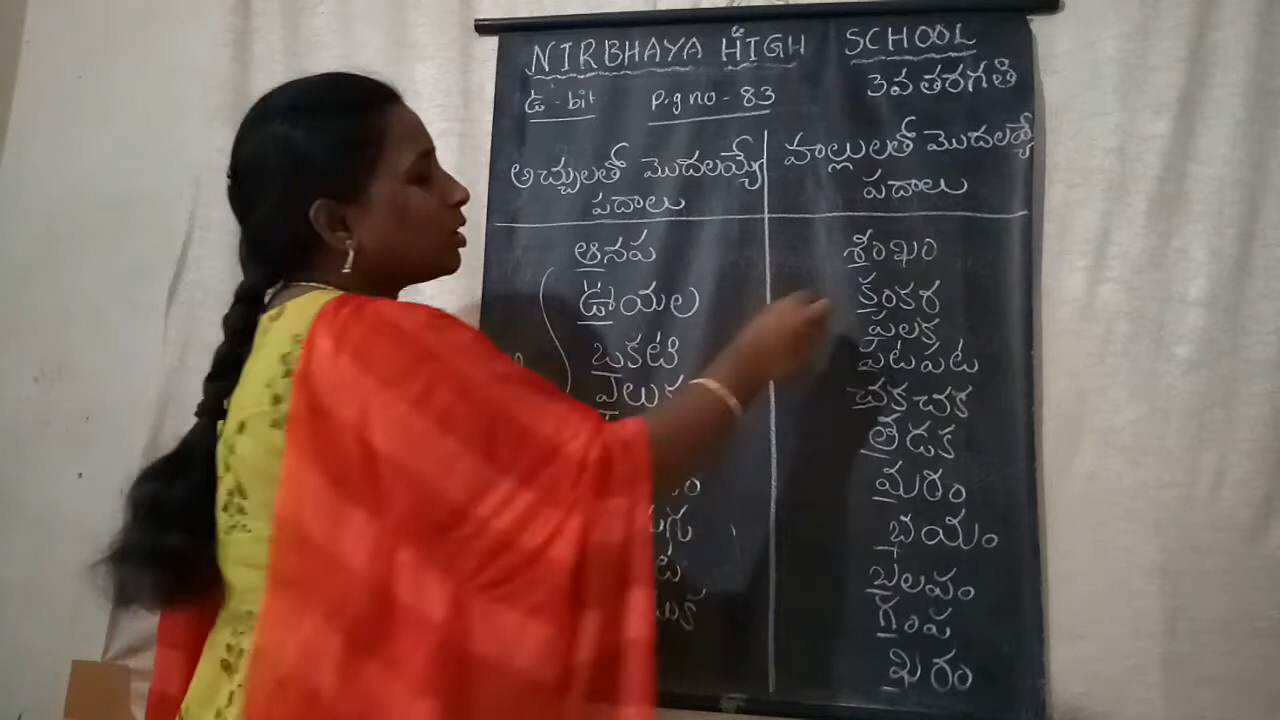 NIRBHAYA HIGH SCHOOL
3వ తరగతి
ఉ - bit p.g no - 83
అచ్చులతో మొదలయ్యే
పదాలు
ఆనప
ఊయల
ఒకటి
హల్లులతో మొదలయ్యే
పదాలు
శంఖం
కంకర
పలక
పటపట
చకచక
తడక
మరం
భయం
బలపం
గంప
ఖరం